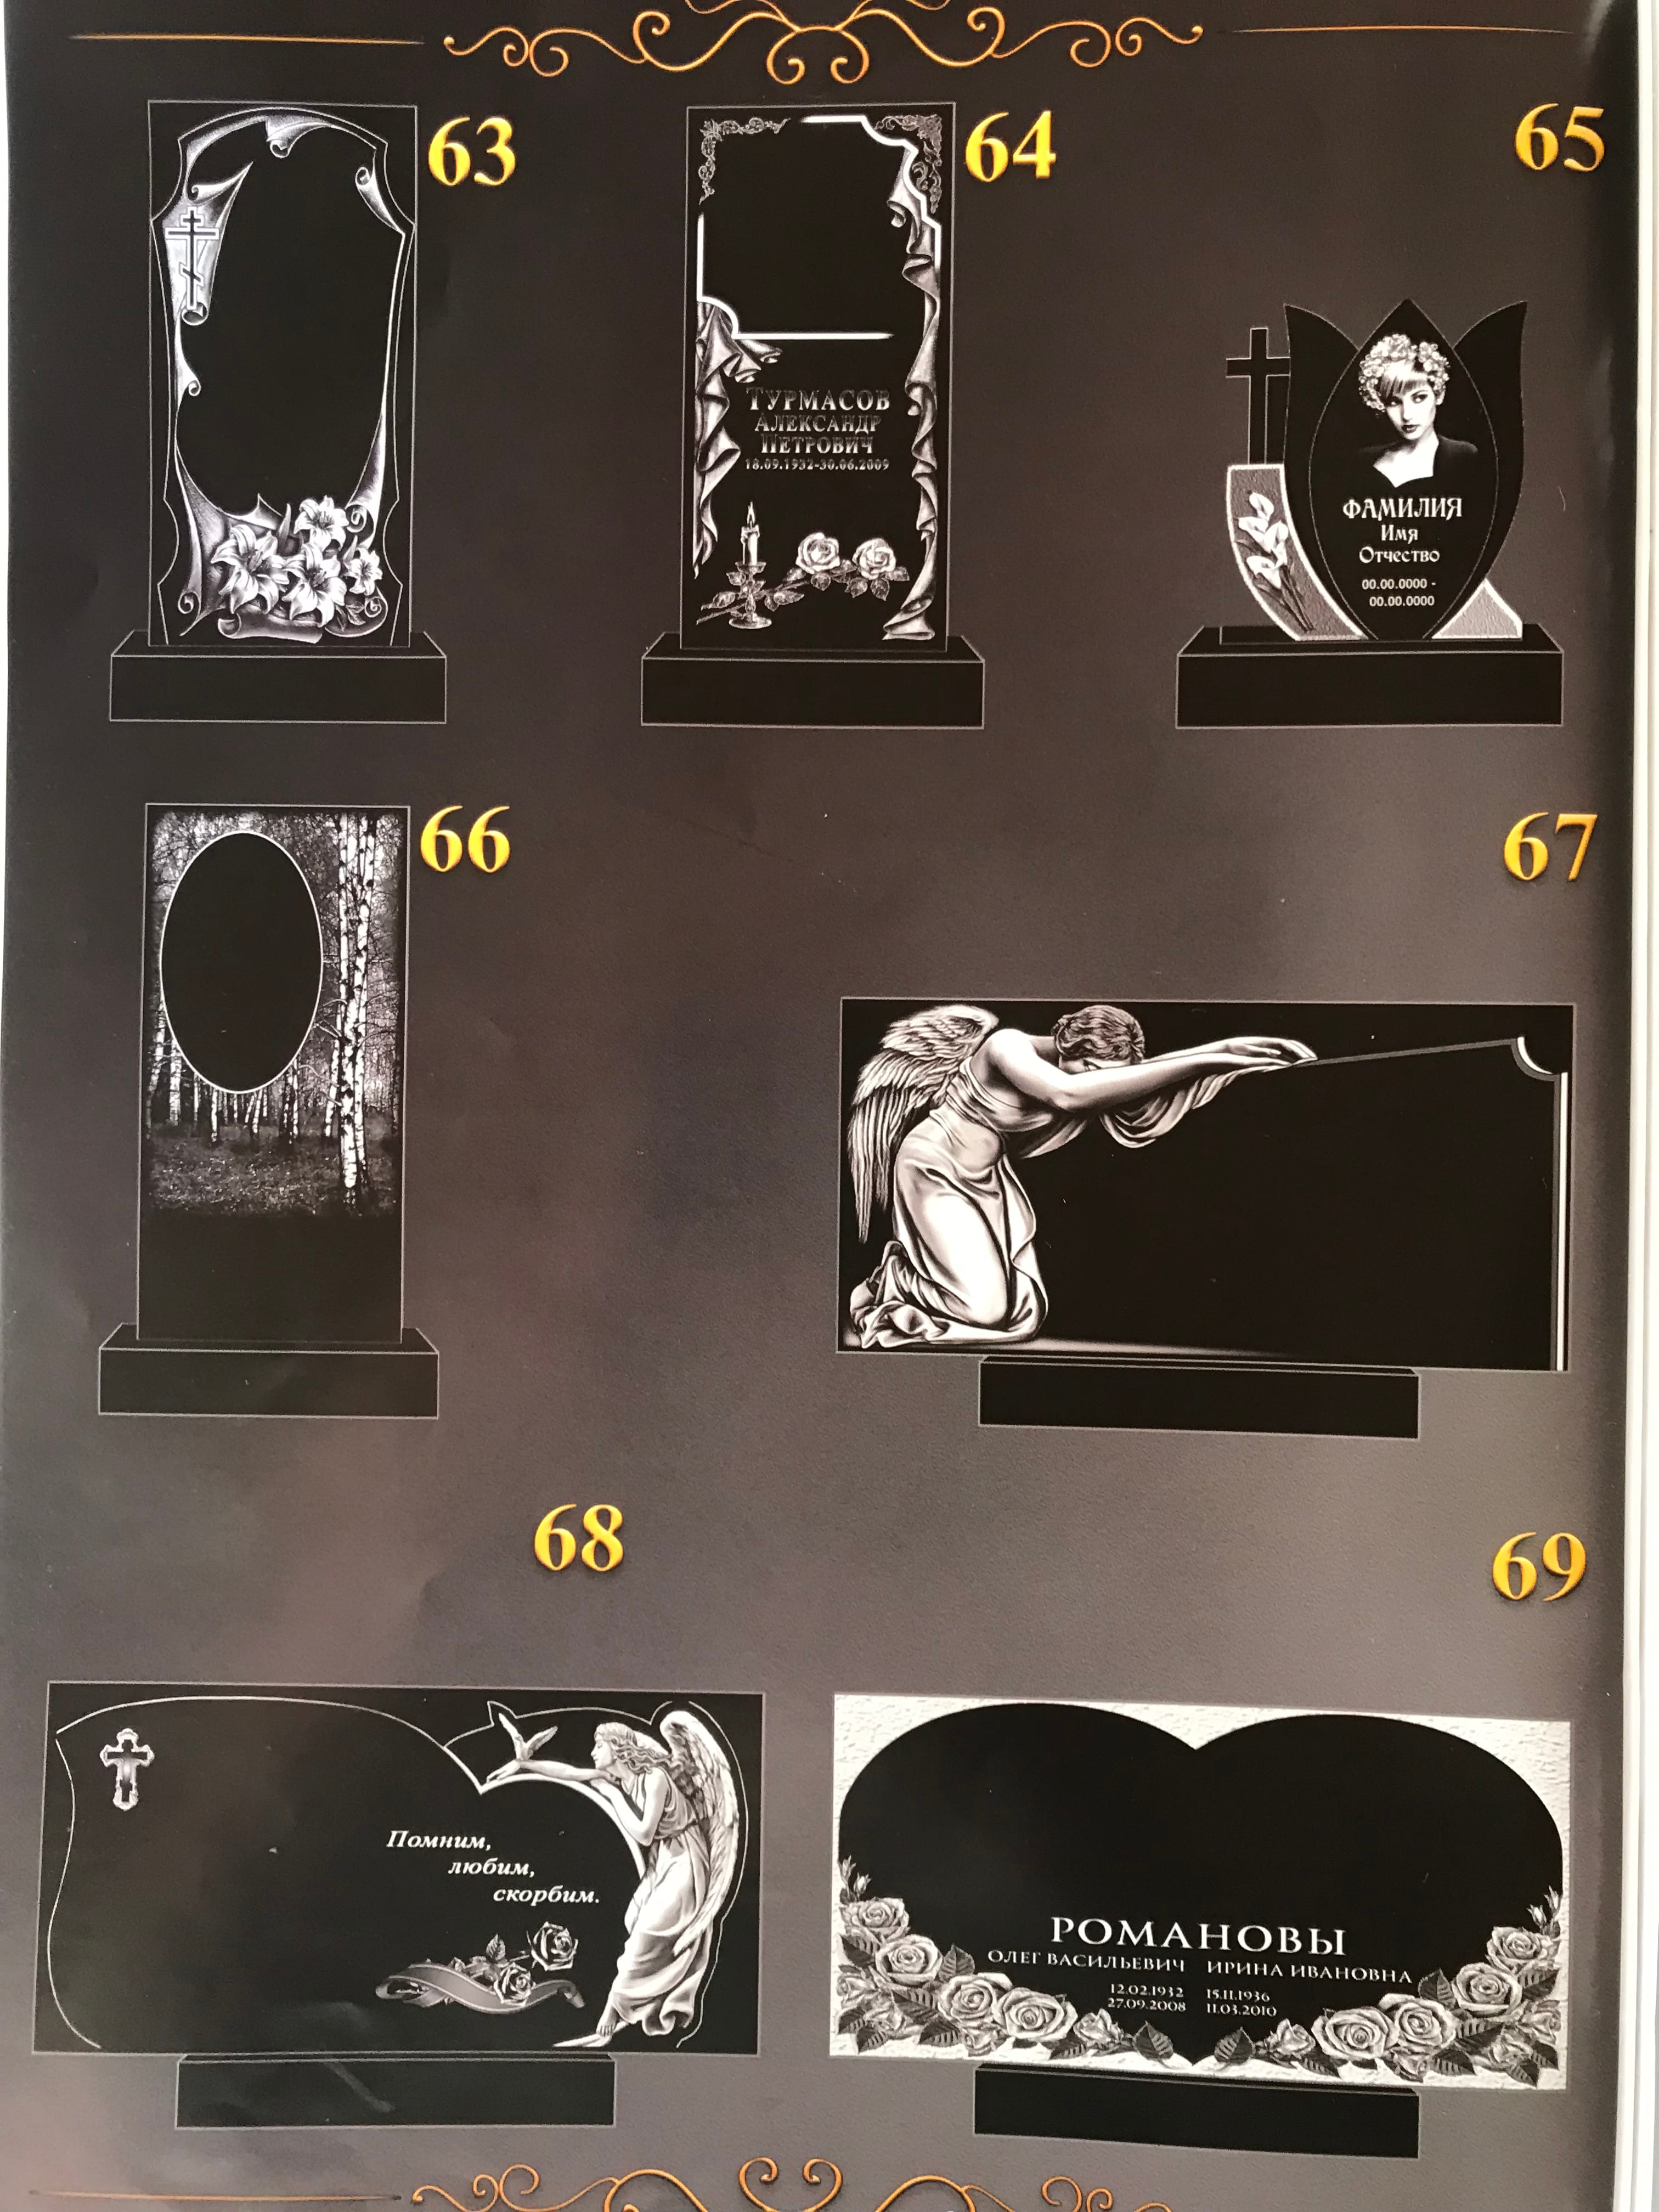 63
64
65
ТУРМАСОВ
АЛЕКСАНДР
ПЕТРОВИЧ
18.09.1932-30.06.2009
ФАМИЛИЯ
Имя
Отчество
00.00.0000 -
00.00.0000
66
67
68
69
Помним,
любим,
скорбим.
РОМАНОВЫ
ОЛЕГ ВАСИЛЬЕВИЧ ИРИНА ИВАНОВНА
12.02.1932 15.11.1936
27.09.2008 11.03.2010